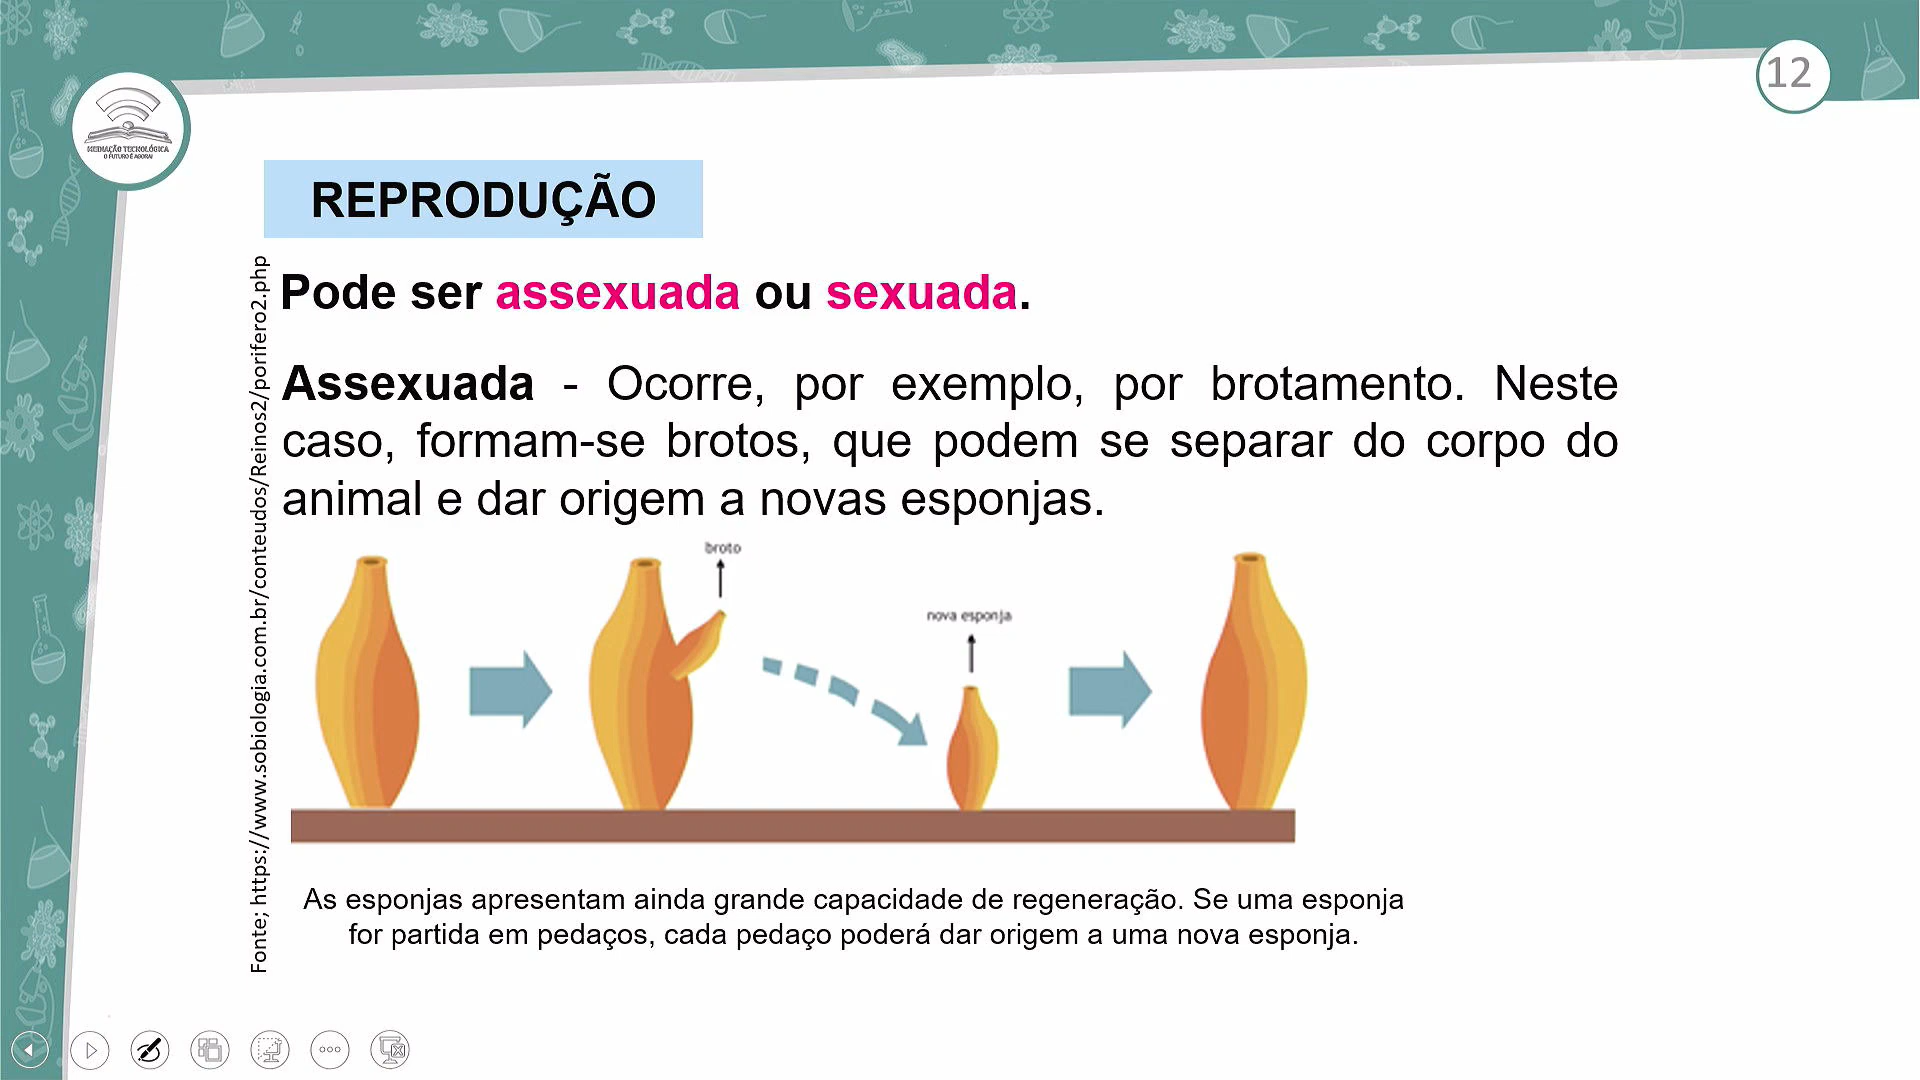 12
MEDIAÇÃO TECNOLÓGICA
O FUTURO É AGORA!
REPRODUÇÃO
Pode ser assexuada ou sexuada.
Assexuada - Ocorre, por exemplo, por brotamento. Neste
caso, formam-se brotos, que podem se separar do corpo do
animal e dar origem a novas esponjas.
broto
nova esponja
As esponjas apresentam ainda grande capacidade de regeneração. Se uma esponja
for partida em pedaços, cada pedaço poderá dar origem a uma nova esponja.
Fonte; https://www.sobiologia.com.br/conteudos/Reinos2/porifero2.php